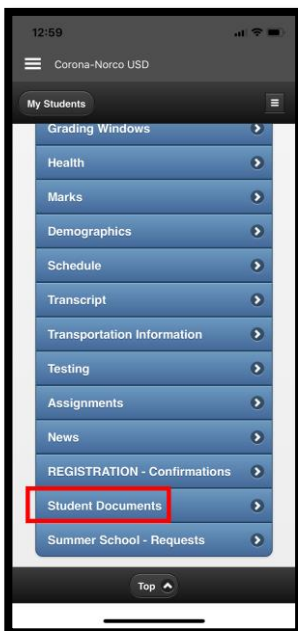 12:59
Corona-Norco USD
My Students
Grading Windows
Health
Marks
Demographics
Schedule
Transcript
Transportation Information
Testing
Assignments
News
REGISTRATION - Confirmations
Student Documents
Summer School - Requests
Top